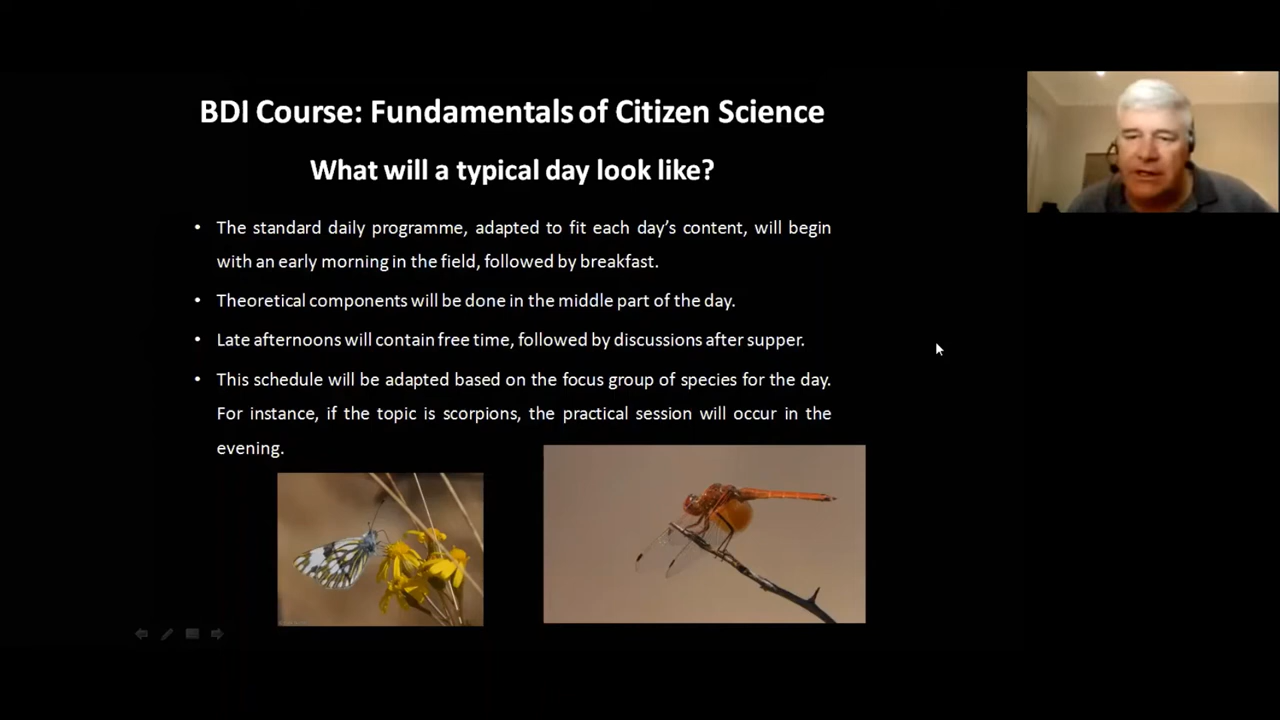 BDI Course: Fundamentals of Citizen Science
What will a typical day look like?
• The standard daily programme, adapted to fit each day's content, will begin
with an early morning in the field, followed by breakfast.
• Theoretical components will be done in the middle part of the day.
• Late afternoons will contain free time, followed by discussions after supper.
• This schedule will be adapted based on the focus group of species for the day.
For instance, if the topic is scorpions, the practical session will occur in the
evening.